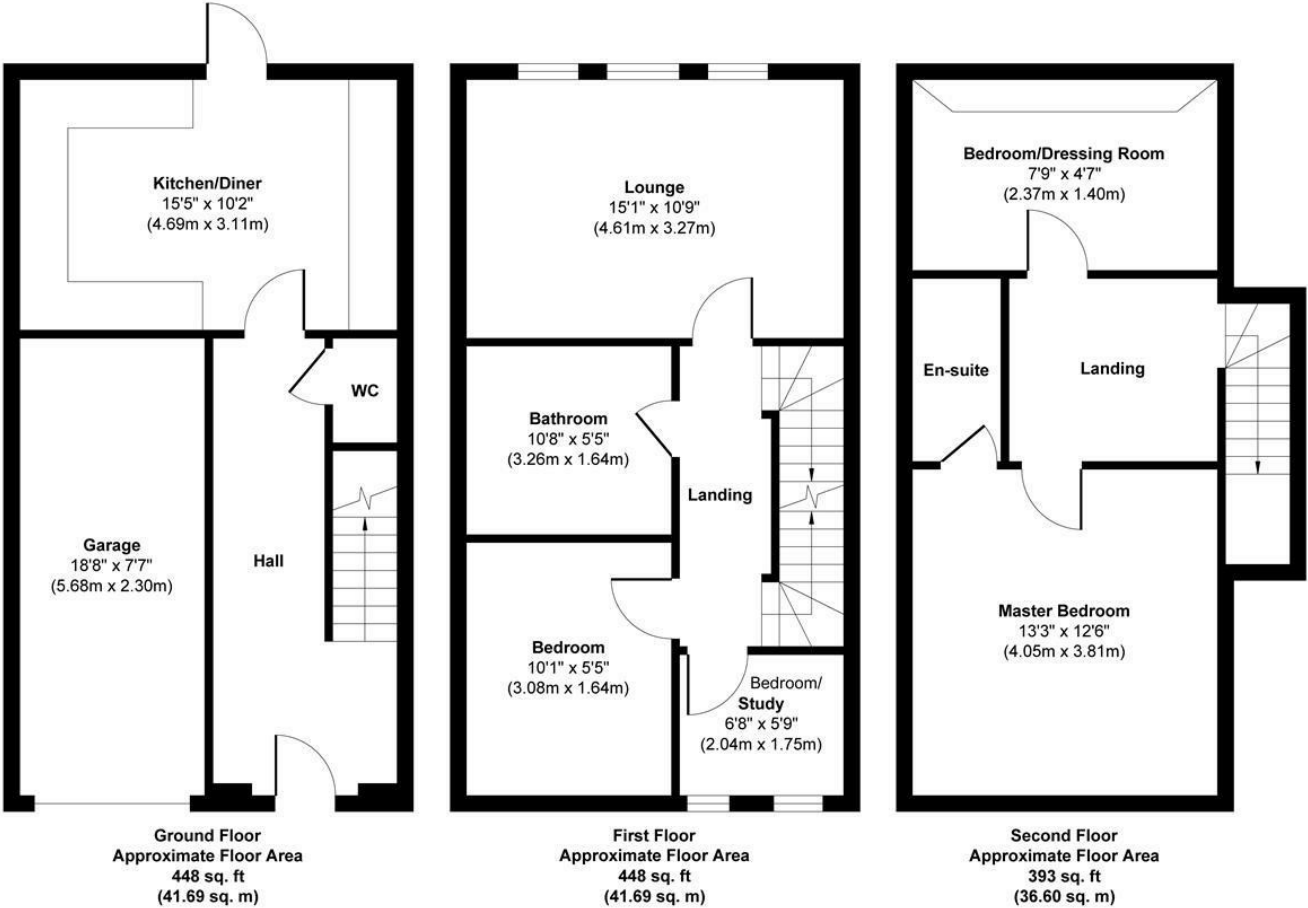 Kitchen/Diner
15'5" x 10'2"
(4.69m x 3.11m)
WC
Garage
18'8" x 7'7"
(5.68m x 2.30m)
Hall
Ground Floor
Approximate Floor Area
448 sq. ft
(41.69 sq. m)
Lounge
15'1" x 10'9"
(4.61m x 3.27m)
Bathroom
10'8" x 5'5"
(3.26m x 1.64m)
Landing
Bedroom
10'1" x 5'5"
(3.08m x 1.64m)
Bedroom/
Study
6'8" x 5'9"
(2.04m x 1.75m)
First Floor
Approximate Floor Area
448 sq. ft
(41.69 sq. m)
Bedroom/Dressing Room
7'9" x 4'7"
(2.37m x 1.40m)
En-suite
Landing
Master Bedroom
13'3" x 12'6"
(4.05m x 3.81m)
Second Floor
Approximate Floor Area
393 sq. ft
(36.60 sq. m)